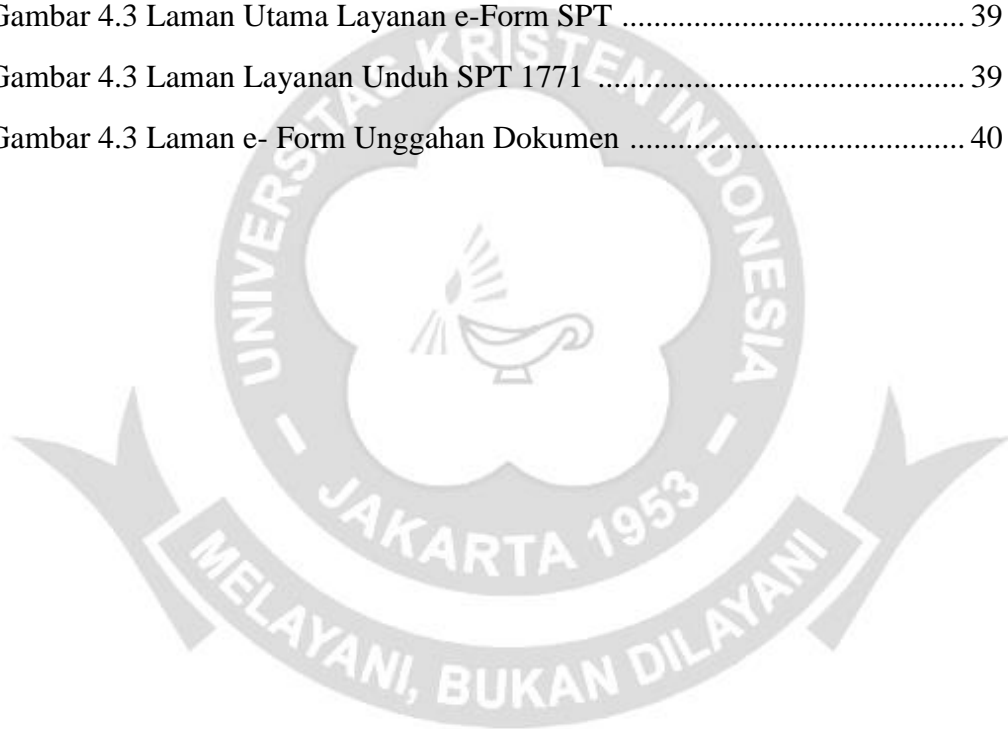 Gambar 4.3 Laman Utama Layanan e-Form SPT ........................................ 39
Gambar 4.3 Laman Layanan Unduh SPT 1771 ........................................... 39
Gambar 4.3 Laman e- Form Unggahan Dokumen ....................................... 40
UNIVERSITAS KRISTEN INDONESIA
- JAKARTA 1953 -
MELAYANI, BUKAN DILAYANI